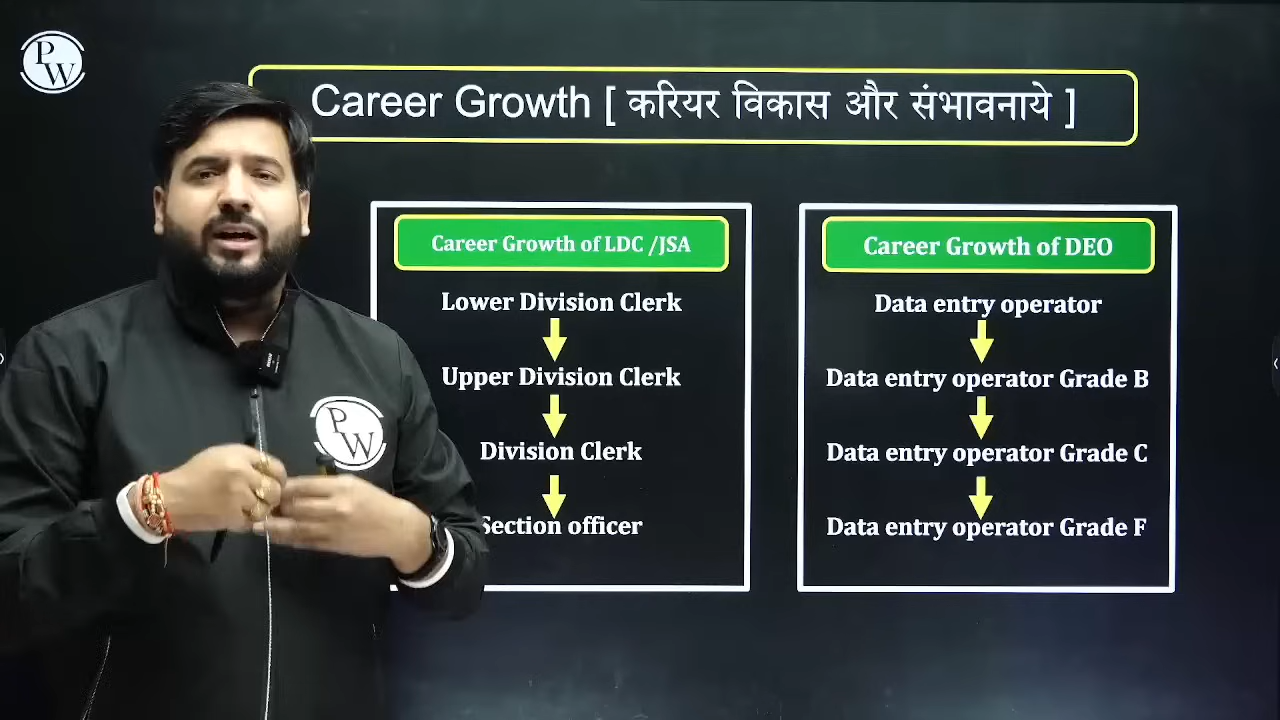 PW
Career Growth [ करियर विकास और संभावनाये ]
Career Growth of LDC /JSA
Lower Division Clerk
Upper Division Clerk
Division Clerk
Section officer
Career Growth of DEO
Data entry operator
Data entry operator Grade B
Data entry operator Grade C
Data entry operator Grade F
PW